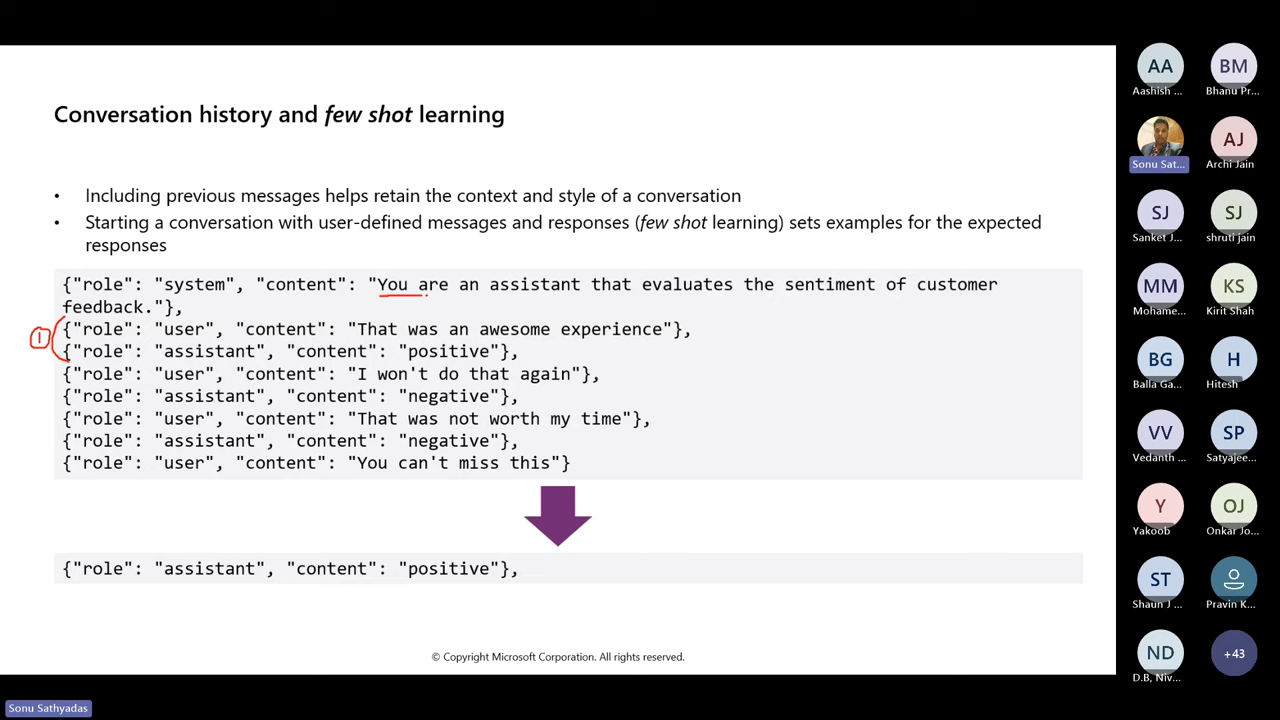 Conversation history and few shot learning
• Including previous messages helps retain the context and style of a conversation
• Starting a conversation with user-defined messages and responses (few shot learning) sets examples for the expected
responses
{"role": "system", "content": "You are an assistant that evaluates the sentiment of customer
feedback."},
{"role": "user", "content": "That was an awesome experience"},
1
{"role": "assistant", "content": "positive"},
{"role": "user", "content": "I won't do that again"},
{"role": "assistant", "content": "negative"},
{"role": "user", "content": "That was not worth my time"},
{"role": "assistant", "content": "negative"},
{"role": "user", "content": "You can't miss this"}
{"role": "assistant", "content": "positive"},
© Copyright Microsoft Corporation. All rights reserved.
AA
Aashish ...
BM
Bhanu Pr...
Sonu Sat...
AJ
Archi Jain
SJ
Sanket J...
SJ
shruti jain
MM
Mohame...
KS
Kirit Shah
BG
Balla Ga...
H
Hitesh
VV
Vedanth ...
SP
Satyajee...
Y
Yakoob
OJ
Onkar Jo...
ST
Shaun J ...
Pravin K...
ND
D.B, Niv...
+43
Sonu Sathyadas